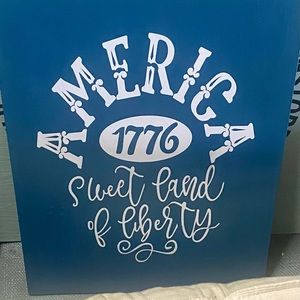 AMERICA
1776
Sweet land
of liberty